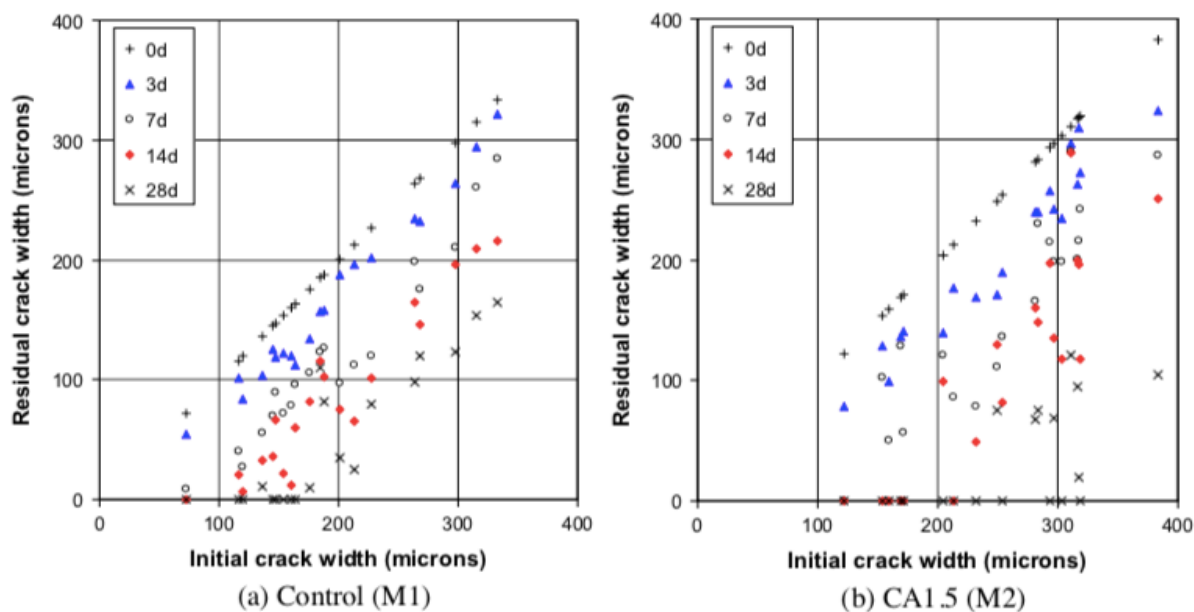 400
300
200
100
0
Residual crack width (microns)
0d
3d
7d
14d
28d
0 100 200 300 400
Initial crack width (microns)
(a) Control (M1)
400
300
200
100
0
Residual crack width (microns)
0d
3d
7d
14d
28d
0 100 200 300 400
Initial crack width (microns)
(b) CA1.5 (M2)